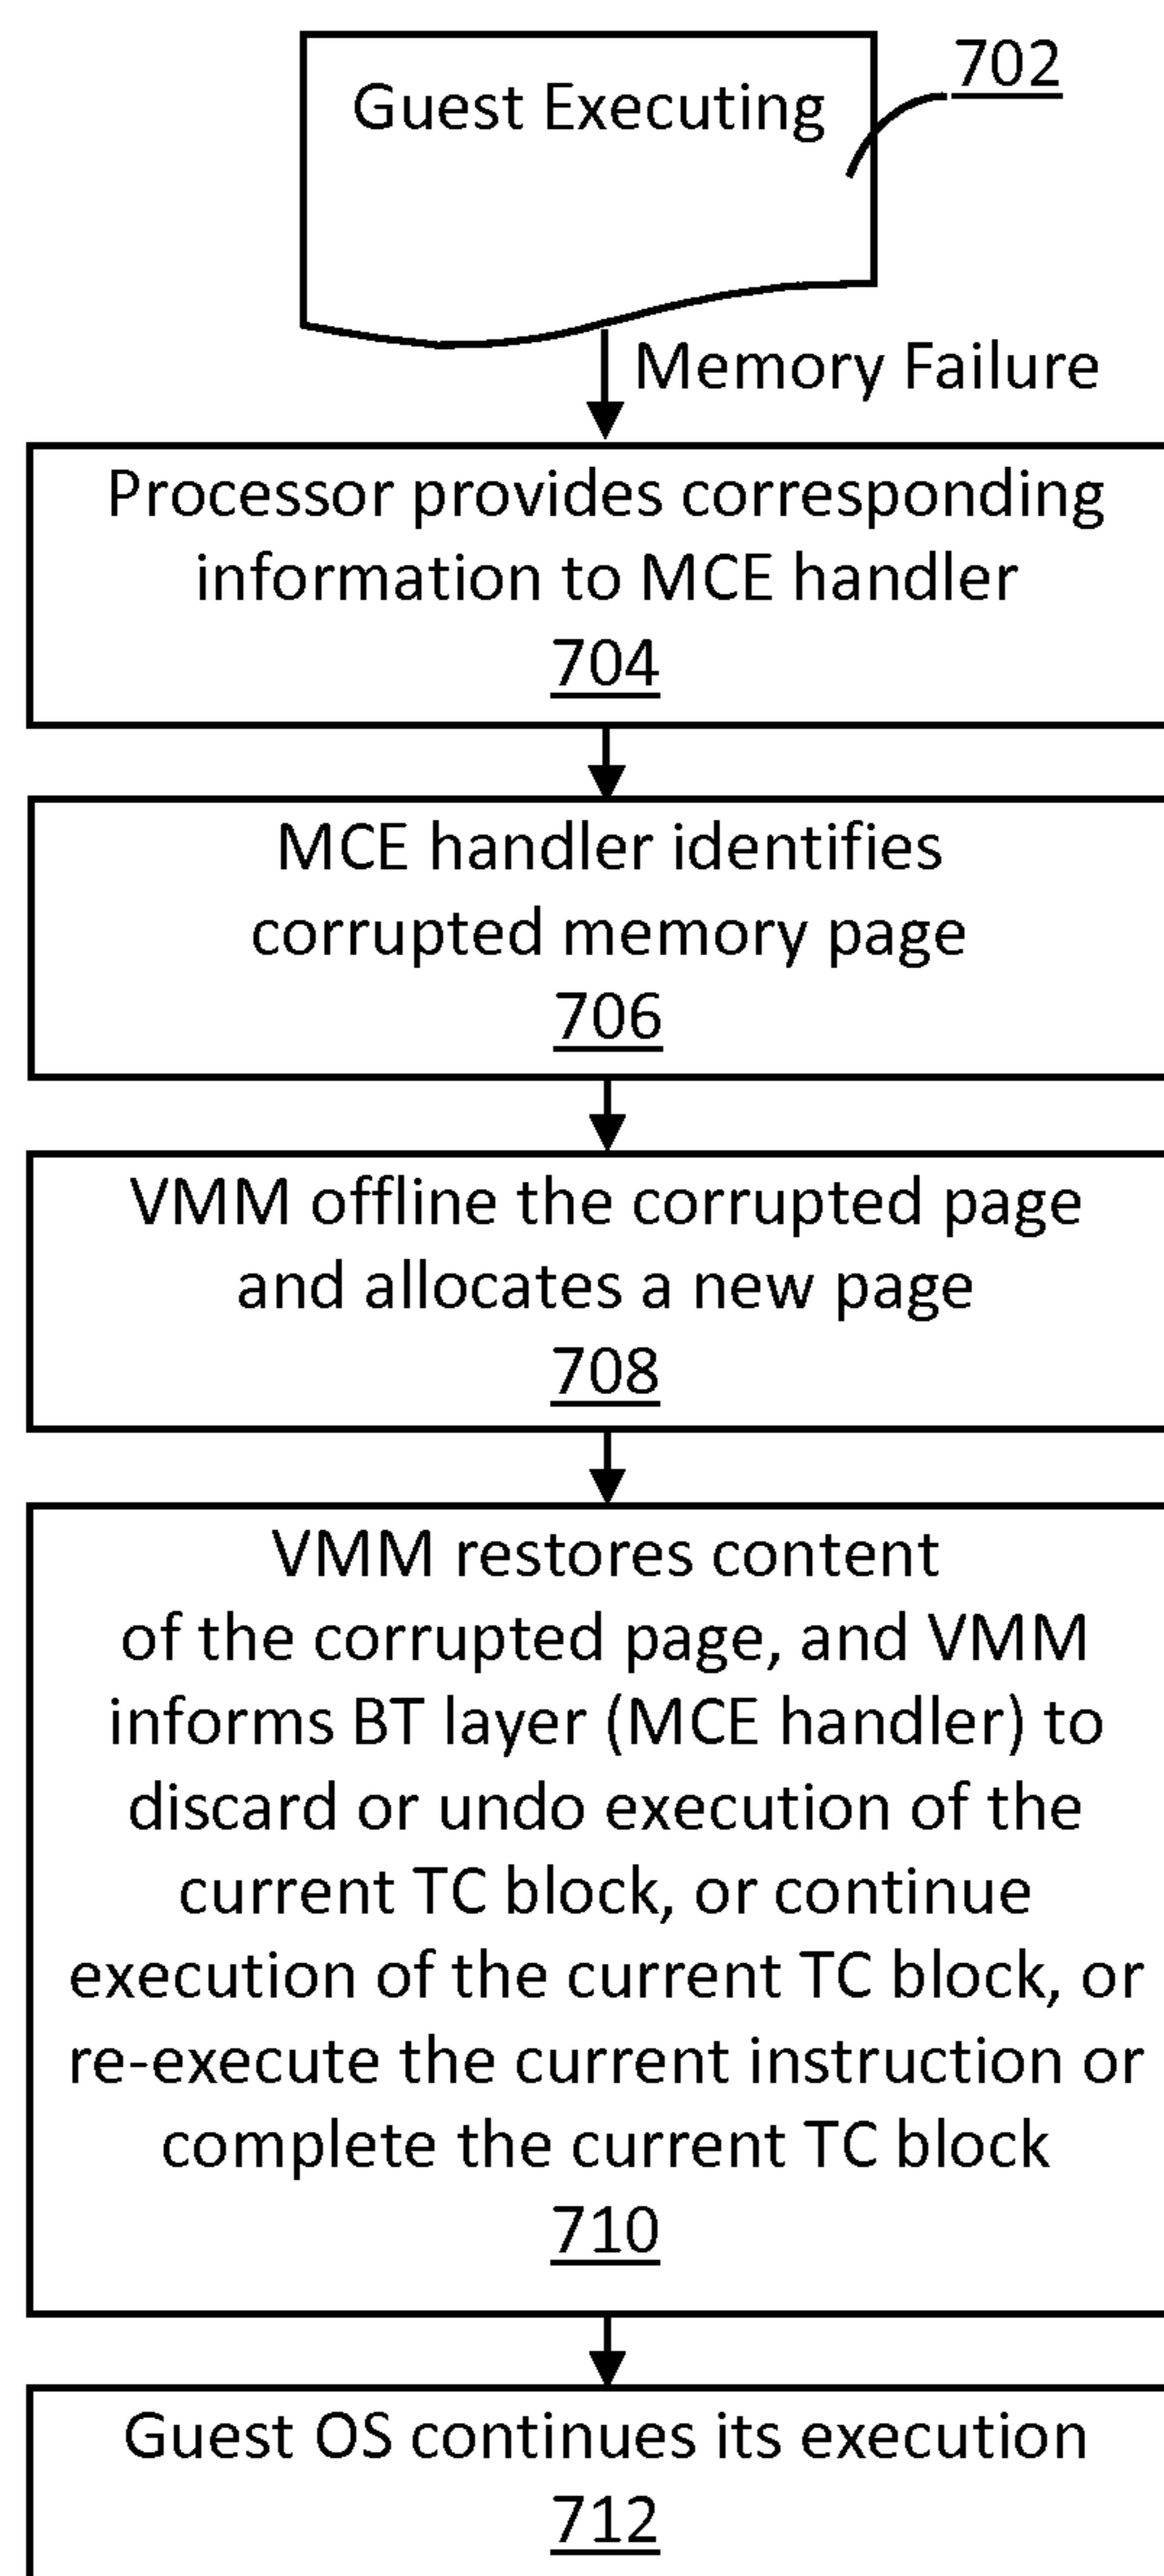 702
Guest Executing
Memory Failure
Processor provides corresponding
information to MCE handler
704
MCE handler identifies
corrupted memory page
706
VMM offline the corrupted page
and allocates a new page
708
VMM restores content
of the corrupted page, and VMM
informs BT layer (MCE handler) to
discard or undo execution of the
current TC block, or continue
execution of the current TC block, or
re-execute the current instruction or
complete the current TC block
710
Guest OS continues its execution
712